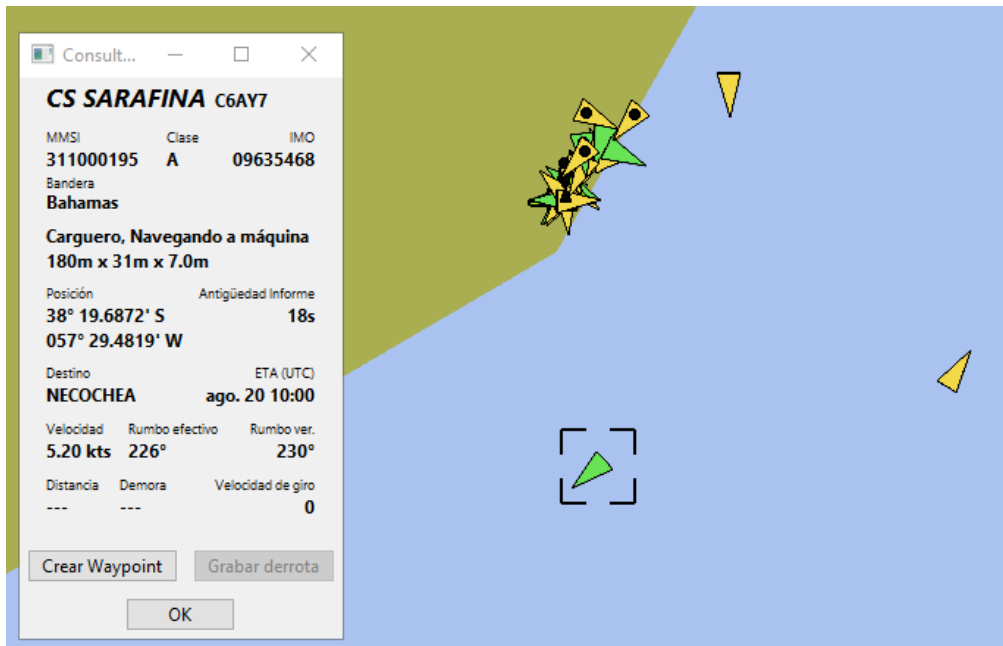 Consult...
CS SARAFINA C6AY7
MMSI Clase IMO
311000195 A 09635468
Bandera
Bahamas
Carguero, Navegando a máquina
180m x 31m x 7.0m
Posición Antigüedad Informe
38° 19.6872' S 18s
057° 29.4819' W
Destino ETA (UTC)
NECOCHEA ago. 20 10:00
Velocidad Rumbo efectivo Rumbo ver.
5.20 kts 226° 230°
Distancia Demora Velocidad de giro
--- --- 0
Crear Waypoint Grabar derrota
OK